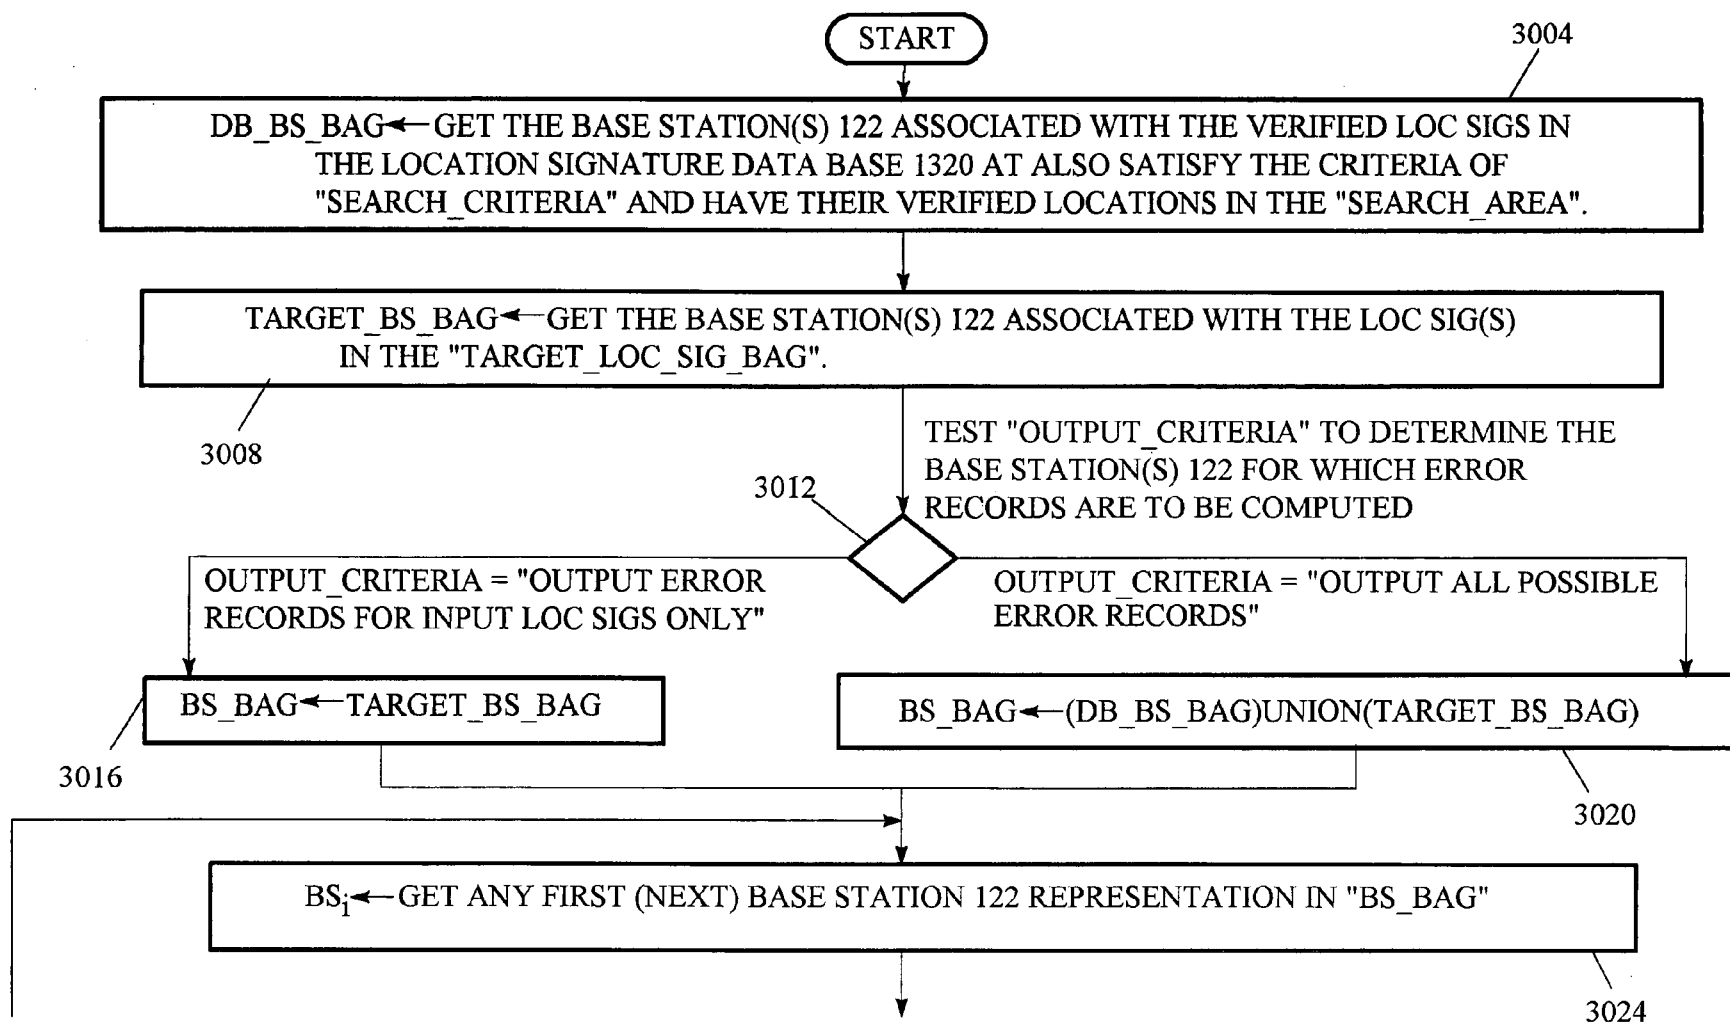 START
3004
DB_BS_BAG←GET THE BASE STATION(S) 122 ASSOCIATED WITH THE VERIFIED LOC SIGS IN
THE LOCATION SIGNATURE DATA BASE 1320 AT ALSO SATISFY THE CRITERIA OF
"SEARCH_CRITERIA" AND HAVE THEIR VERIFIED LOCATIONS IN THE "SEARCH_AREA".
TARGET_BS_BAG←GET THE BASE STATION(S) 122 ASSOCIATED WITH THE LOC SIG(S)
IN THE "TARGET_LOC_SIG_BAG".
3008
TEST "OUTPUT_CRITERIA" TO DETERMINE THE
BASE STATION(S) 122 FOR WHICH ERROR
RECORDS ARE TO BE COMPUTED
3012
OUTPUT_CRITERIA = "OUTPUT ERROR
RECORDS FOR INPUT LOC SIGS ONLY"
OUTPUT_CRITERIA = "OUTPUT ALL POSSIBLE
ERROR RECORDS"
BS_BAG←TARGET_BS_BAG
3016
BS_BAG←(DB_BS_BAG)UNION(TARGET_BS_BAG)
3020
BSi←GET ANY FIRST (NEXT) BASE STATION 122 REPRESENTATION IN "BS_BAG"
3024